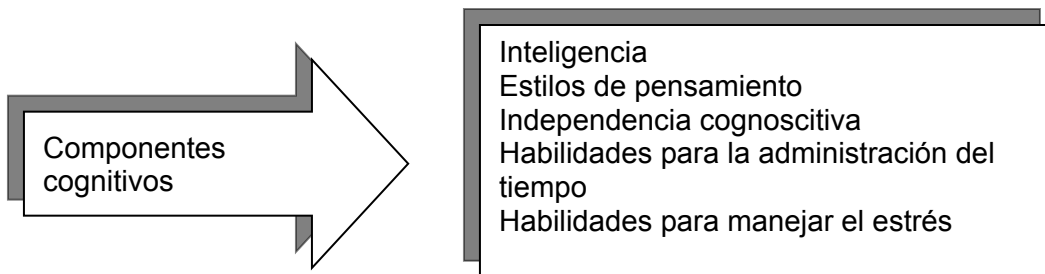 Componentes
cognitivos
Inteligencia
Estilos de pensamiento
Independencia cognoscitiva
Habilidades para la administración del
tiempo
Habilidades para manejar el estrés